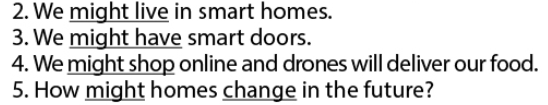 2. We might live in smart homes.
3. We might have smart doors.
4. We might shop online and drones will deliver our food.
5. How might homes change in the future?